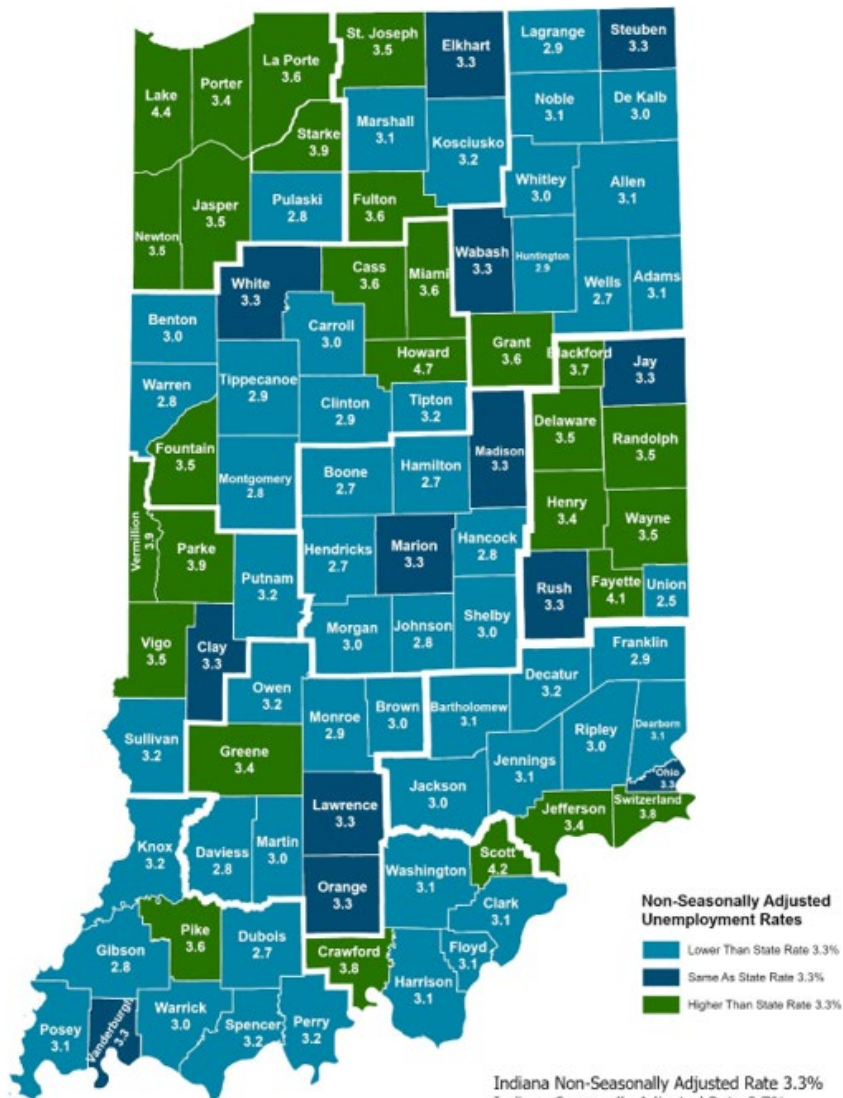 St. Joseph
3.5
Elkhart
3.3
Lagrange
2.9
Steuben
3.3
La Porte
3.6
Porter
3.4
Lake
4.4
Noble
3.1
De Kalb
3.0
Marshall
3.1
Starke
3.9
Kosciusko
3.2
Whitley
3.0
Allen
3.1
Pulaski
2.8
Jasper
3.5
Fulton
3.6
Newton
3.5
Wabash
3.3
Huntington
2.9
White
3.3
Cass
3.6
Miami
3.6
Wells
2.7
Adams
3.1
Benton
3.0
Carroll
3.0
Grant
3.6
Blackford
3.7
Howard
4.7
Jay
3.3
Warren
2.8
Tippecanoe
2.9
Clinton
2.9
Tipton
3.2
Delaware
3.5
Randolph
3.5
Fountain
3.5
Madison
3.3
Montgomery
2.8
Boone
2.7
Hamilton
2.7
Henry
3.4
Wayne
3.5
Vermillion
3.9
Parke
3.9
Hendricks
2.7
Marion
3.3
Hancock
2.8
Putnam
3.2
Rush
3.3
Fayette
4.1
Union
2.5
Vigo
3.5
Clay
3.3
Morgan
3.0
Johnson
2.8
Shelby
3.0
Franklin
2.9
Owen
3.2
Decatur
3.2
Sullivan
3.2
Monroe
2.9
Brown
3.0
Bartholomew
3.1
Ripley
3.0
Dearborn
3.1
Greene
3.4
Jennings
3.1
Ohio
3.3
Jackson
3.0
Lawrence
3.3
Jefferson
3.4
Switzerland
3.8
Knox
3.2
Daviess
2.8
Martin
3.0
Scott
4.2
Washington
3.1
Orange
3.3
Clark
3.1
Pike
3.6
Dubois
2.7
Gibson
2.8
Crawford
3.8
Floyd
3.1
Harrison
3.1
Posey
3.1
Vanderburgh
3.3
Warrick
3.0
Spencer
3.2
Perry
3.2
Non-Seasonally Adjusted
Unemployment Rates
Lower Than State Rate 3.3%
Same As State Rate 3.3%
Higher Than State Rate 3.3%
Indiana Non-Seasonally Adjusted Rate 3.3%